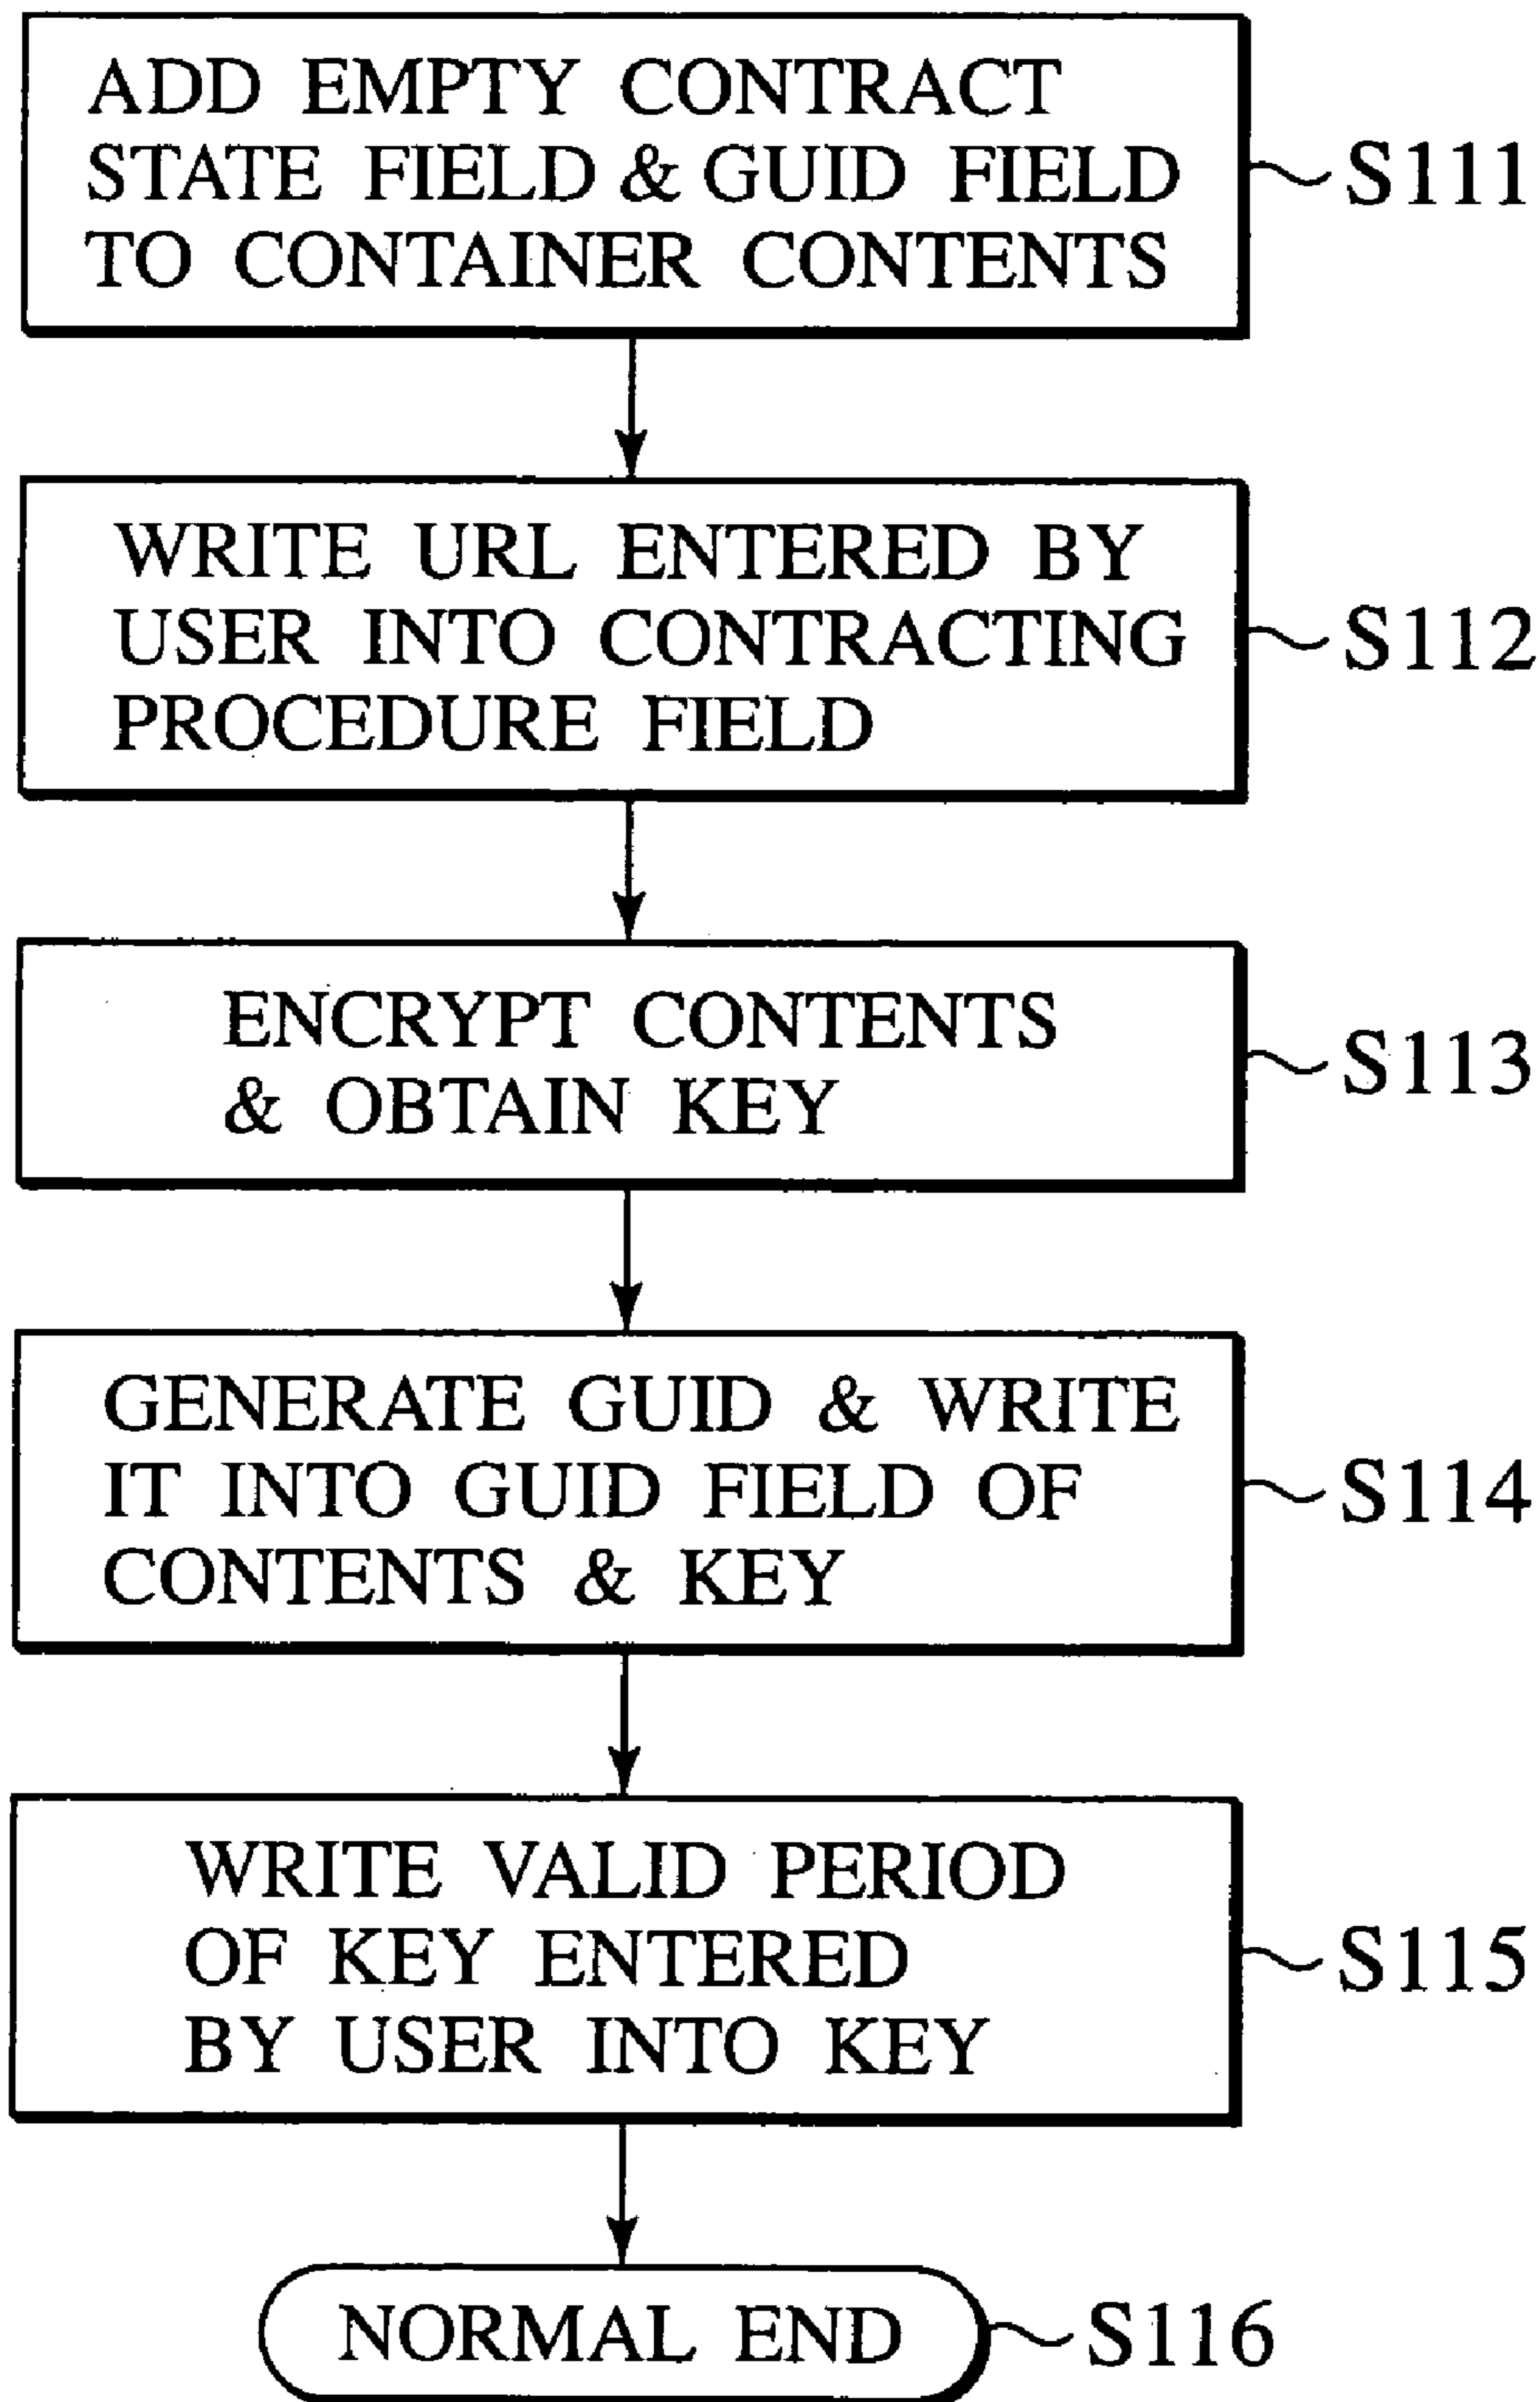 ADD EMPTY CONTRACT
STATE FIELD & GUID FIELD
TO CONTAINER CONTENTS
S111
WRITE URL ENTERED BY
USER INTO CONTRACTING
PROCEDURE FIELD
S112
ENCRYPT CONTENTS
& OBTAIN KEY
S113
GENERATE GUID & WRITE
IT INTO GUID FIELD OF
CONTENTS & KEY
S114
WRITE VALID PERIOD
OF KEY ENTERED
BY USER INTO KEY
S115
NORMAL END
S116